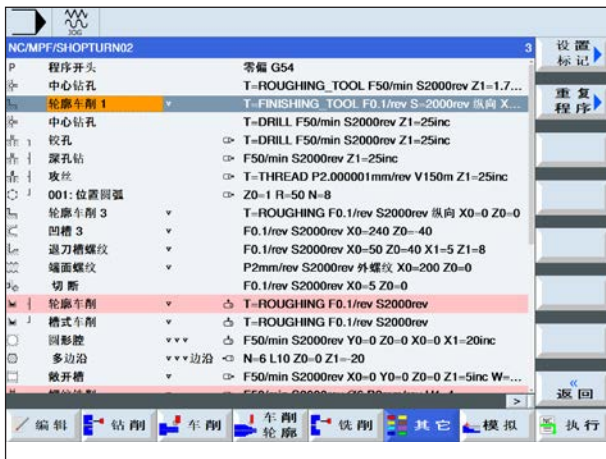 JOG
NC/MPF/SHOPTURN02 3
设置标记
P 程序开头 零偏 G54
中心钻孔 T=ROUGHING_TOOL F50/min S2000rev Z1=1.7...
轮廓车削 1 ▿ T=FINISHING_TOOL F0.1/rev S=2000rev 纵向 X...
重复程序
中心钻孔 T=DRILL F50/min S2000rev Z1=25inc
铰孔 T=DRILL F50/min S2000rev Z1=25inc
深孔钻 F50/min S2000rev Z1=25inc
攻丝 T=THREAD P2.000001mm/rev V150m Z1=25inc
001: 位置圆弧 Z0=1 R=50 N=8
轮廓车削 3 ▿ T=ROUGHING F0.1/rev S2000rev 纵向 X0=0 Z0=0
凹槽 3 ▿ F0.1/rev S2000rev X0=240 Z0=-40
退刀槽螺纹 ▿ F0.1/rev S2000rev X0=50 Z0=40 X1=5 Z1=8
端面螺纹 ▿ P2mm/rev S2000rev 外螺纹 X0=200 Z0=0
切断 F0.1/rev S2000rev X0=5 Z0=0
轮廓车削 ▿ T=ROUGHING F0.1/rev S2000rev
槽式车削 ▿ T=ROUGHING F0.1/rev S2000rev
圆形腔 ▿▿▿ F50/min S2000rev Y0=0 Z0=0 X0=0 X1=20inc
多边沿 ▿▿▿边沿 N=6 L10 Z0=0 Z1=-20
敞开槽 ▿ F50/min S2000rev X0=0 Y0=0 Z0=0 Z1=5inc W=...
>
«
返回
编辑 钻削 车削 车削轮廓 铣削 其它 模拟 执行